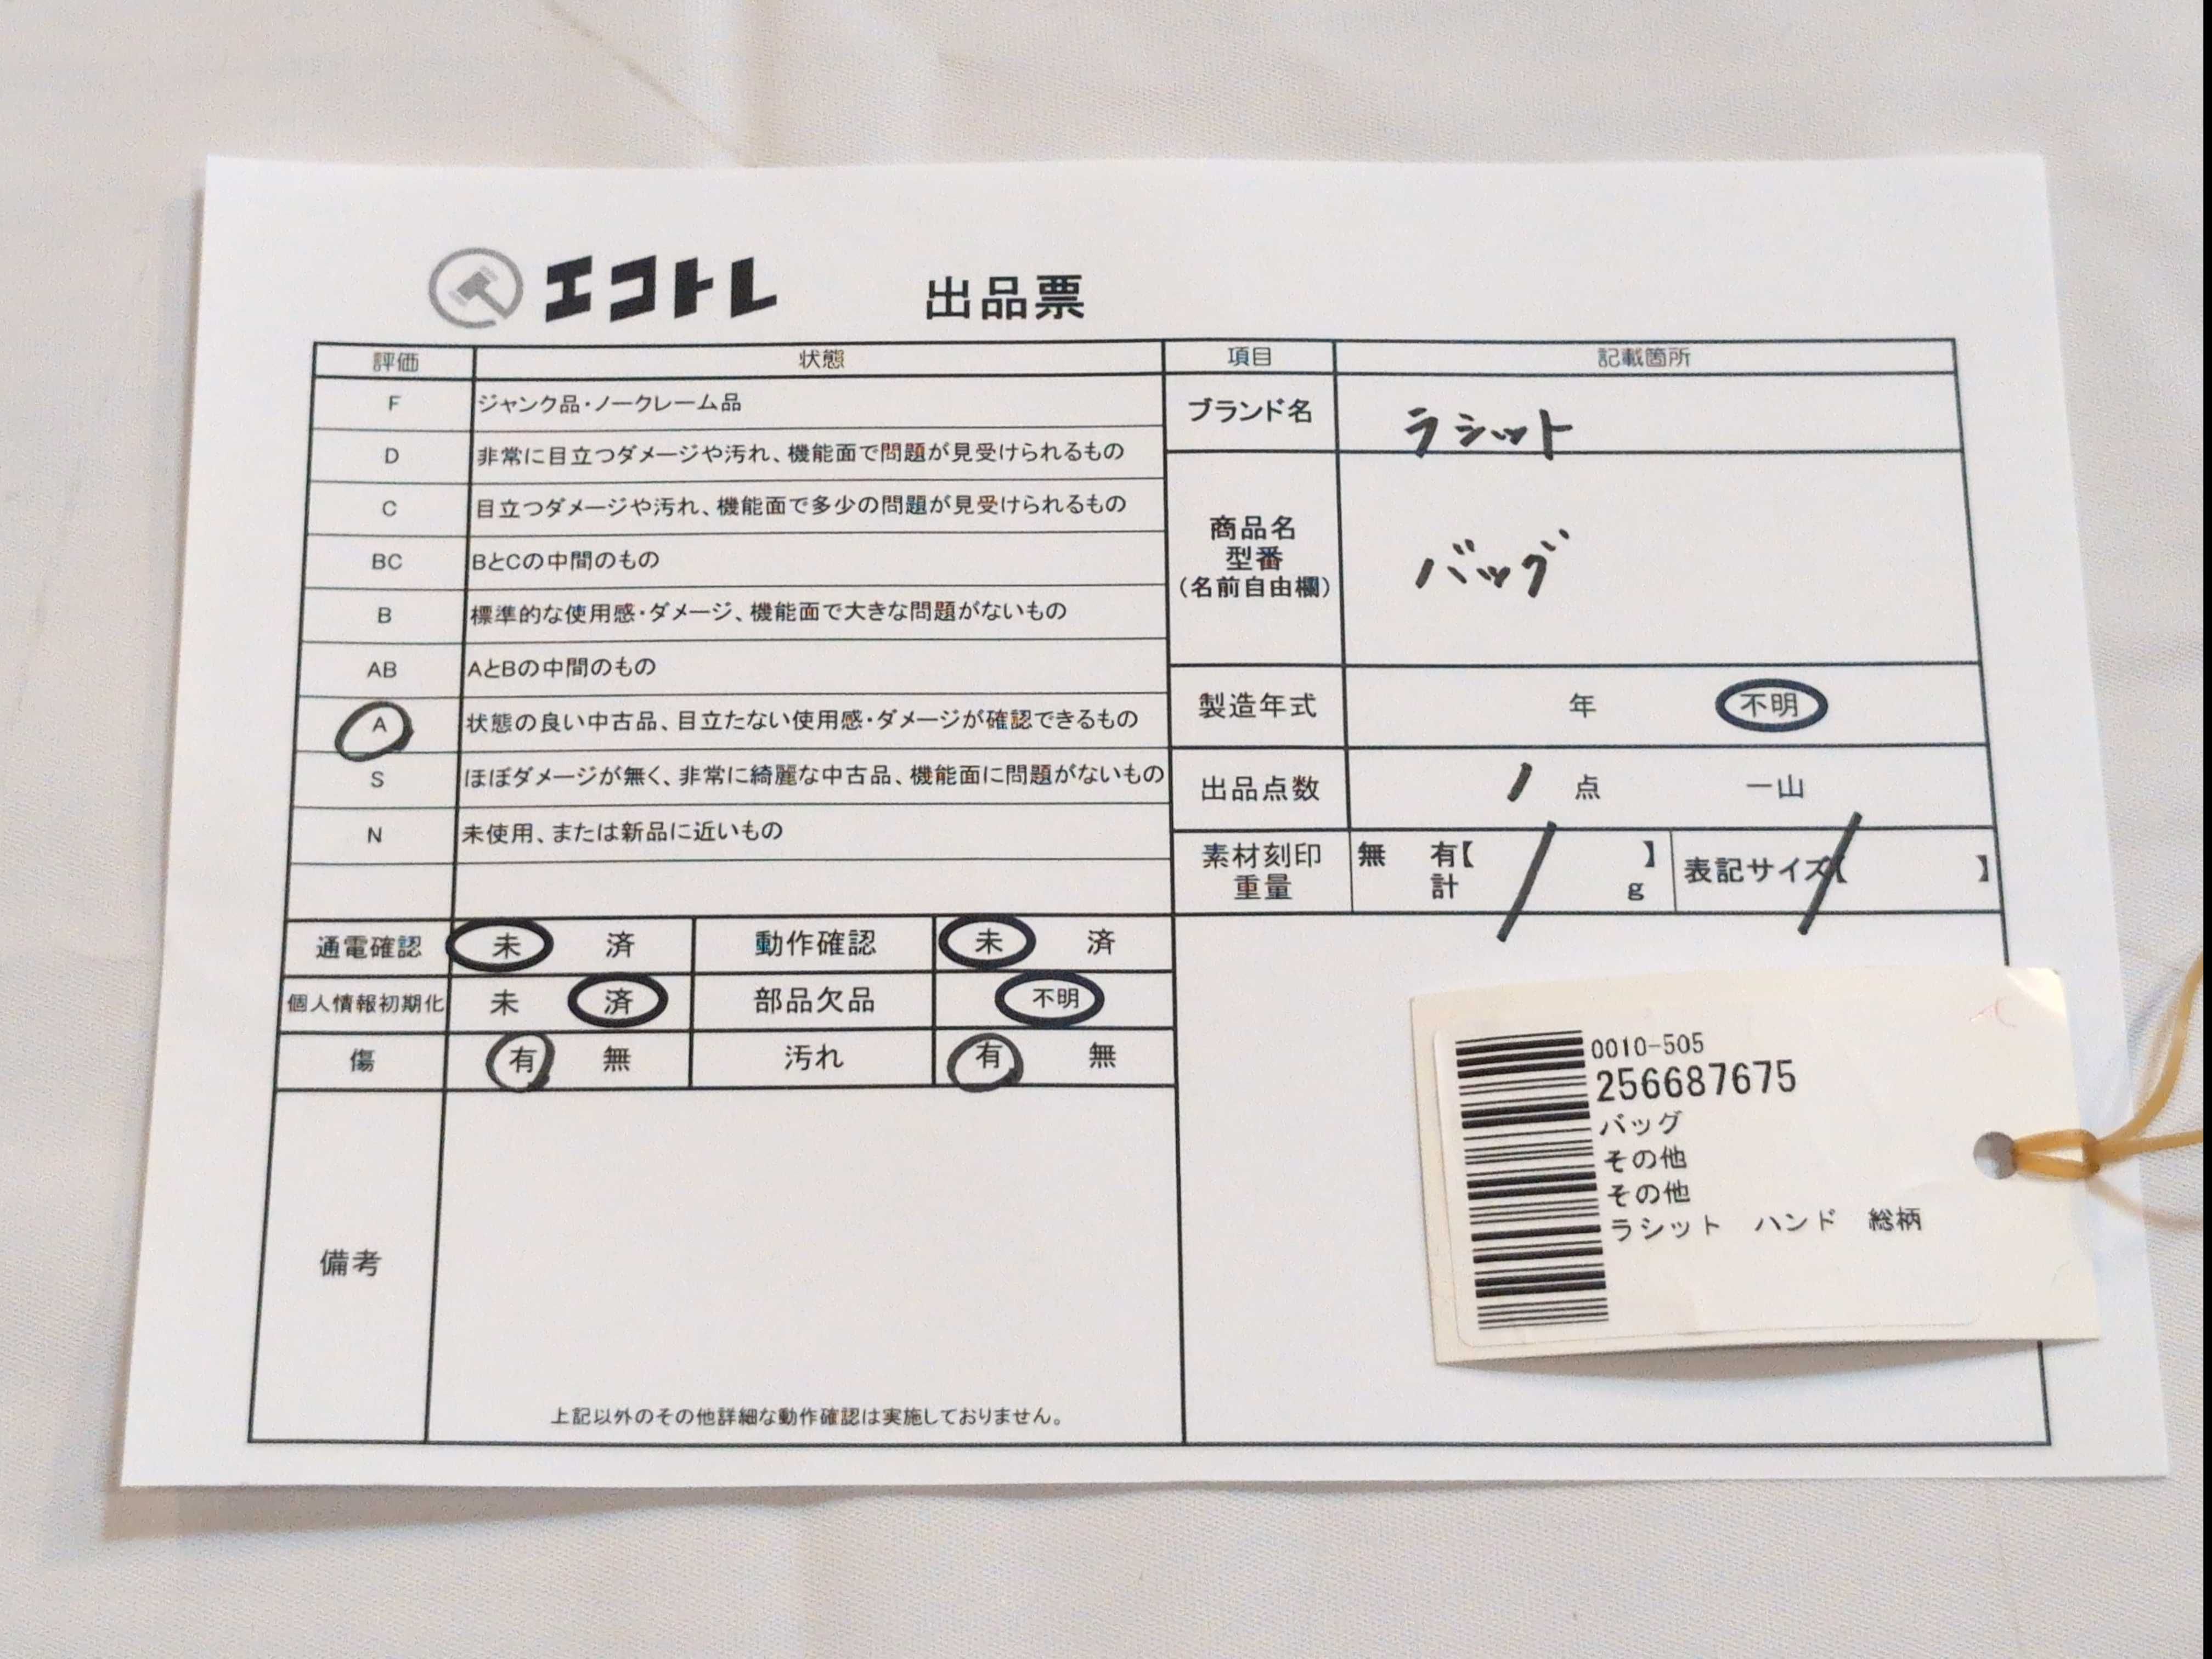 エコトレ 出品票
評価 状態
F ジャンク品・ノークレーム品
D 非常に目立つダメージや汚れ、機能面で問題が見受けられるもの
C 目立つダメージや汚れ、機能面で多少の問題が見受けられるもの
BC BとCの中間のもの
B 標準的な使用感・ダメージ、機能面で大きな問題がないもの
AB AとBの中間のもの
A 状態の良い中古品、目立たない使用感・ダメージが確認できるもの
S ほぼダメージが無く、非常に綺麗な中古品、機能面に問題がないもの
N 未使用、または新品に近いもの
通電確認 未 済 動作確認 未 済
個人情報初期化 未 済 部品欠品 不明
傷 有 無 汚れ 有 無
備考
上記以外のその他詳細な動作確認は実施しておりません。
項目 記載箇所
ブランド名 ラシット
商品名
型番
(名前自由欄)
バッグ
製造年式 年 不明
出品点数 1 点 一山
素材刻印 無 有【 】
重量 計 g
表記サイズ【 】
0010-505
256687675
バッグ
その他
その他
ラシット ハンド 総柄